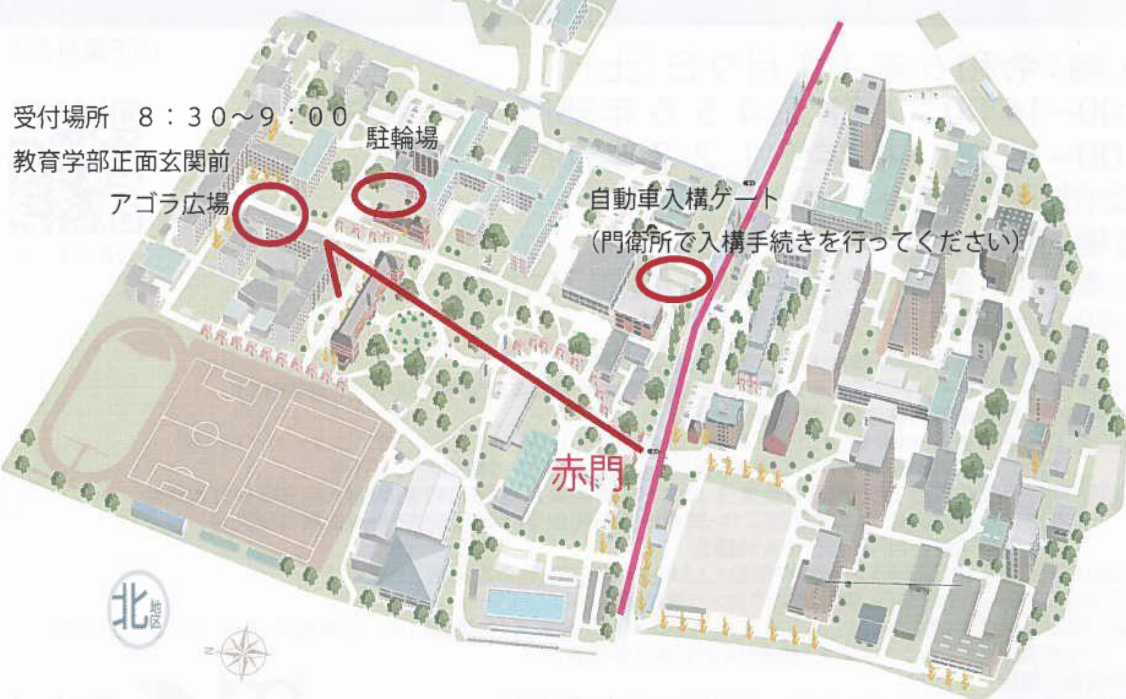 受付場所　８：３０～９：００
教育学部正面玄関前
アゴラ広場
駐輪場
自動車入構ゲート
（門衛所で入構手続きを行ってください）
赤門
北地区
N